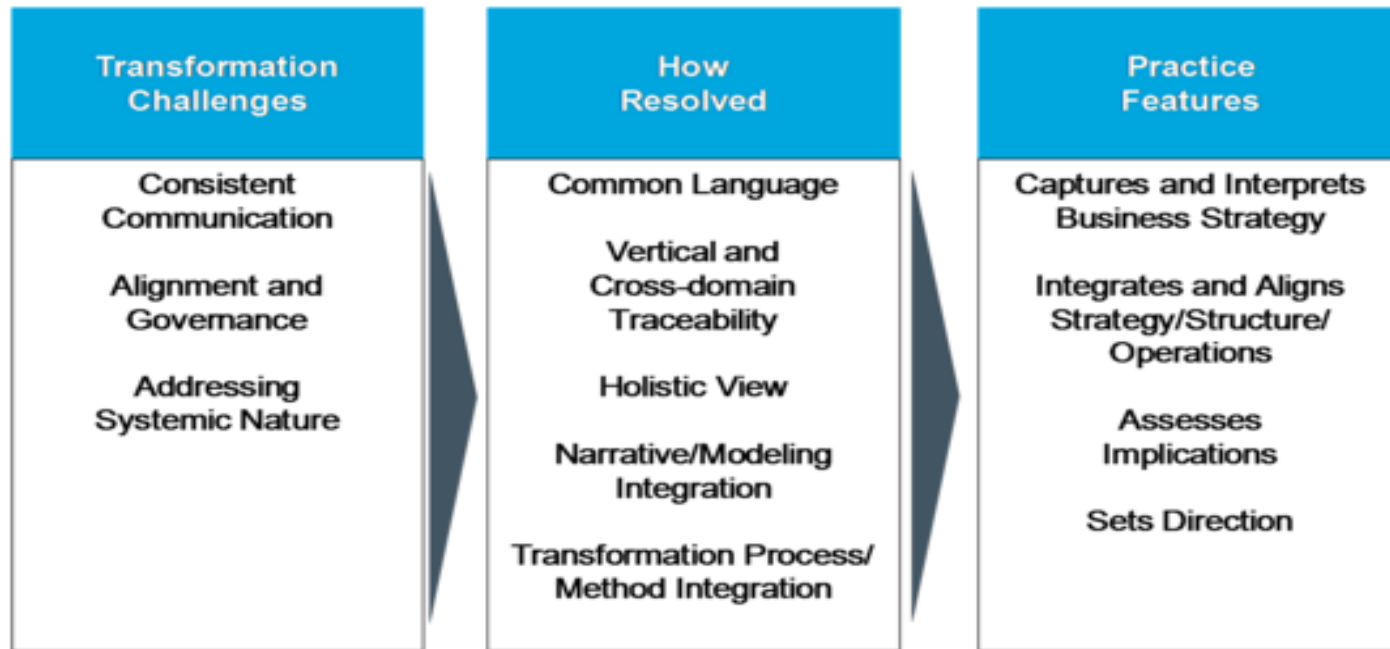 Transformation
Challenges
Consistent
Communication
Alignment and
Governance
Addressing
Systemic Nature
How
Resolved
Common Language
Vertical and
Cross-domain
Traceability
Holistic View
Narrative/Modeling
Integration
Transformation Process/
Method Integration
Practice
Features
Captures and Interprets
Business Strategy
Integrates and Aligns
Strategy/Structure/
Operations
Assesses
Implications
Sets Direction